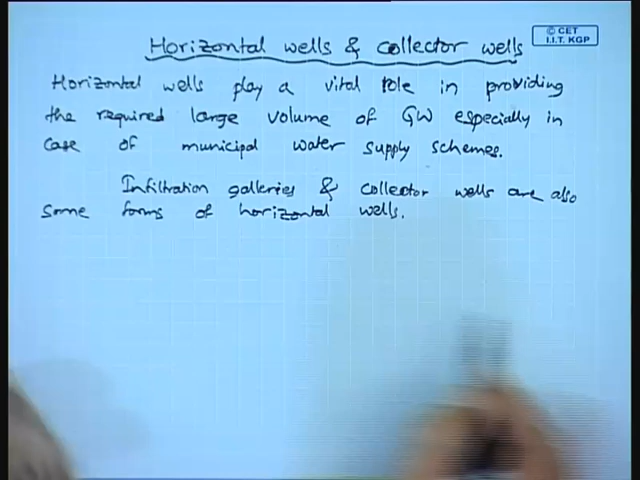 Horizontal wells & Collector wells
© CET
I.I.T. KGP
Horizontal wells play a vital role in providing
the required large volume of GW especially in
case of municipal water supply schemes.
Infiltration galleries & collector wells are also
some forms of horizontal wells.